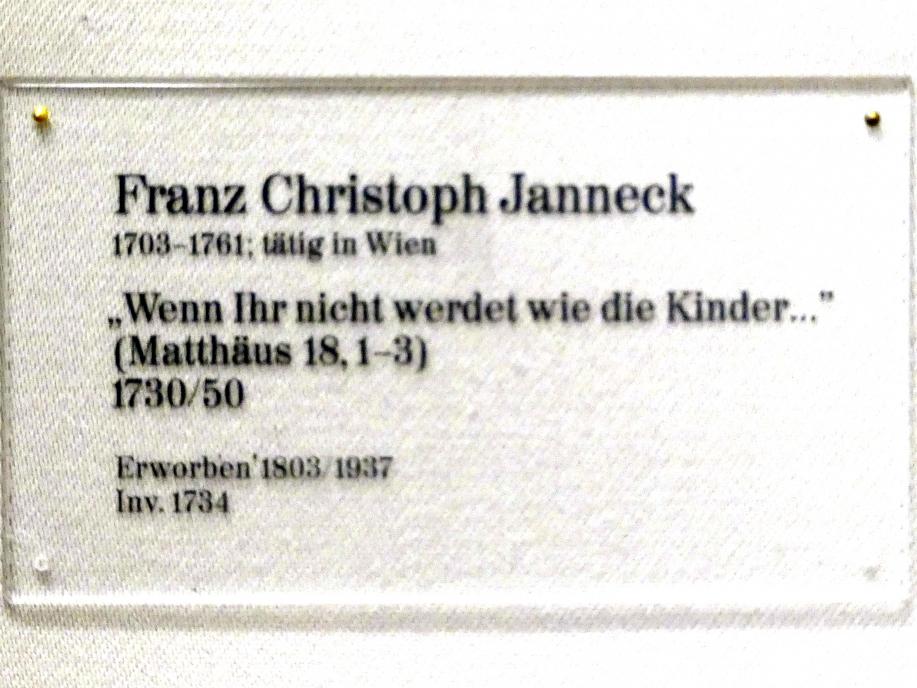 Franz Christoph Janneck
1703–1761; tätig in Wien
„Wenn Ihr nicht werdet wie die Kinder...”
(Matthäus 18, 1–3)
1730/50
Erworben 1803/1937
Inv. 1734